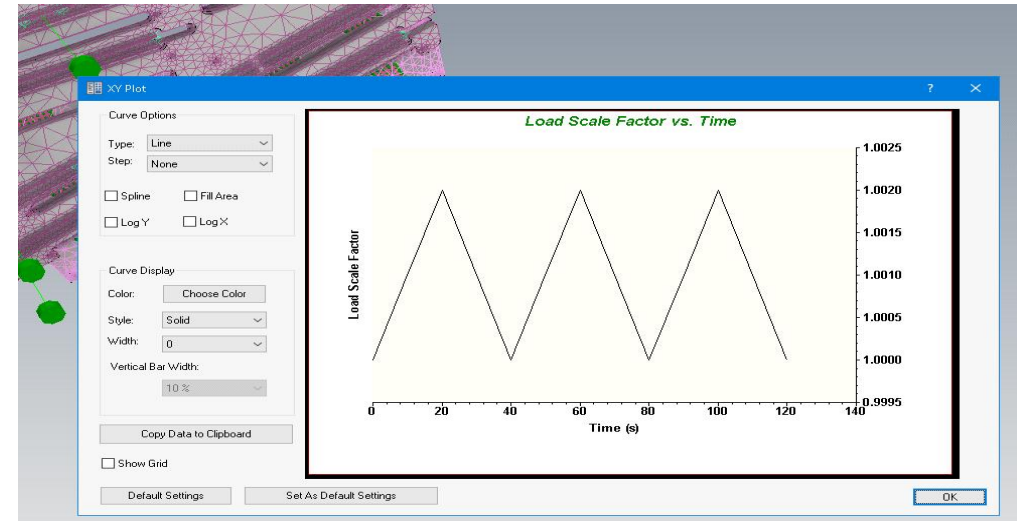 XY Plot
? ×
Curve Options
Type: Line
Step: None
Spline Fill Area
Log Y Log X
Curve Display
Color: Choose Color
Style: Solid
Width: 0
Vertical Bar Width:
10 %
Copy Data to Clipboard
Show Grid
Default Settings Set As Default Settings
Load Scale Factor vs. Time
Load Scale Factor
1.0025
1.0020
1.0015
1.0010
1.0005
1.0000
0.9995
0 20 40 60 80 100 120 140
Time (s)
OK